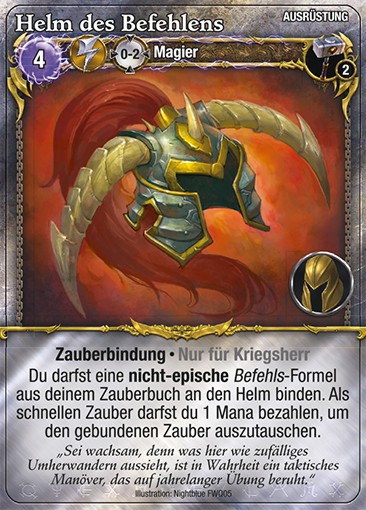 Helm des Befehlens
AUSRÜSTUNG
4
0-2
Magier
2
Zauberbindung • Nur für Kriegsherr
Du darfst eine nicht-epische Befehls-Formel
aus deinem Zauberbuch an den Helm binden. Als
schnellen Zauber darfst du 1 Mana bezahlen, um
den gebundenen Zauber auszutauschen.
„Sei wachsam, denn was hier wie zufälliges
Umherwandern aussieht, ist in Wahrheit ein taktisches
Manöver, das auf jahrelanger Übung beruht.“
Illustration: Nightblue FWQ05